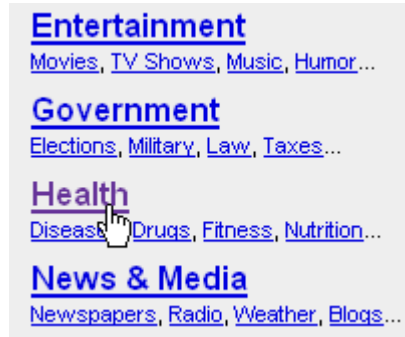 Entertainment
Movies, TV Shows, Music, Humor...
Government
Elections, Military, Law, Taxes...
Health
Diseas Drugs, Fitness, Nutrition...
News & Media
Newspapers, Radio, Weather, Blogs...